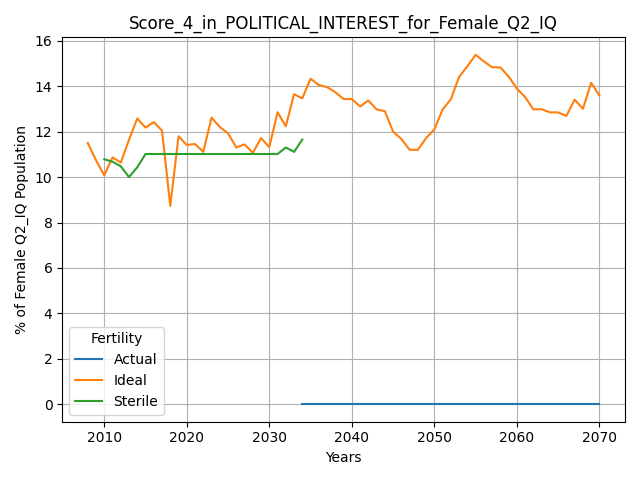 Score_4_in_POLITICAL_INTEREST_for_Female_Q2_IQ
% of Female Q2_IQ Population
16
14
12
10
8
6
4
2
0
Fertility
Actual
Ideal
Sterile
2010 2020 2030 2040 2050 2060 2070
Years